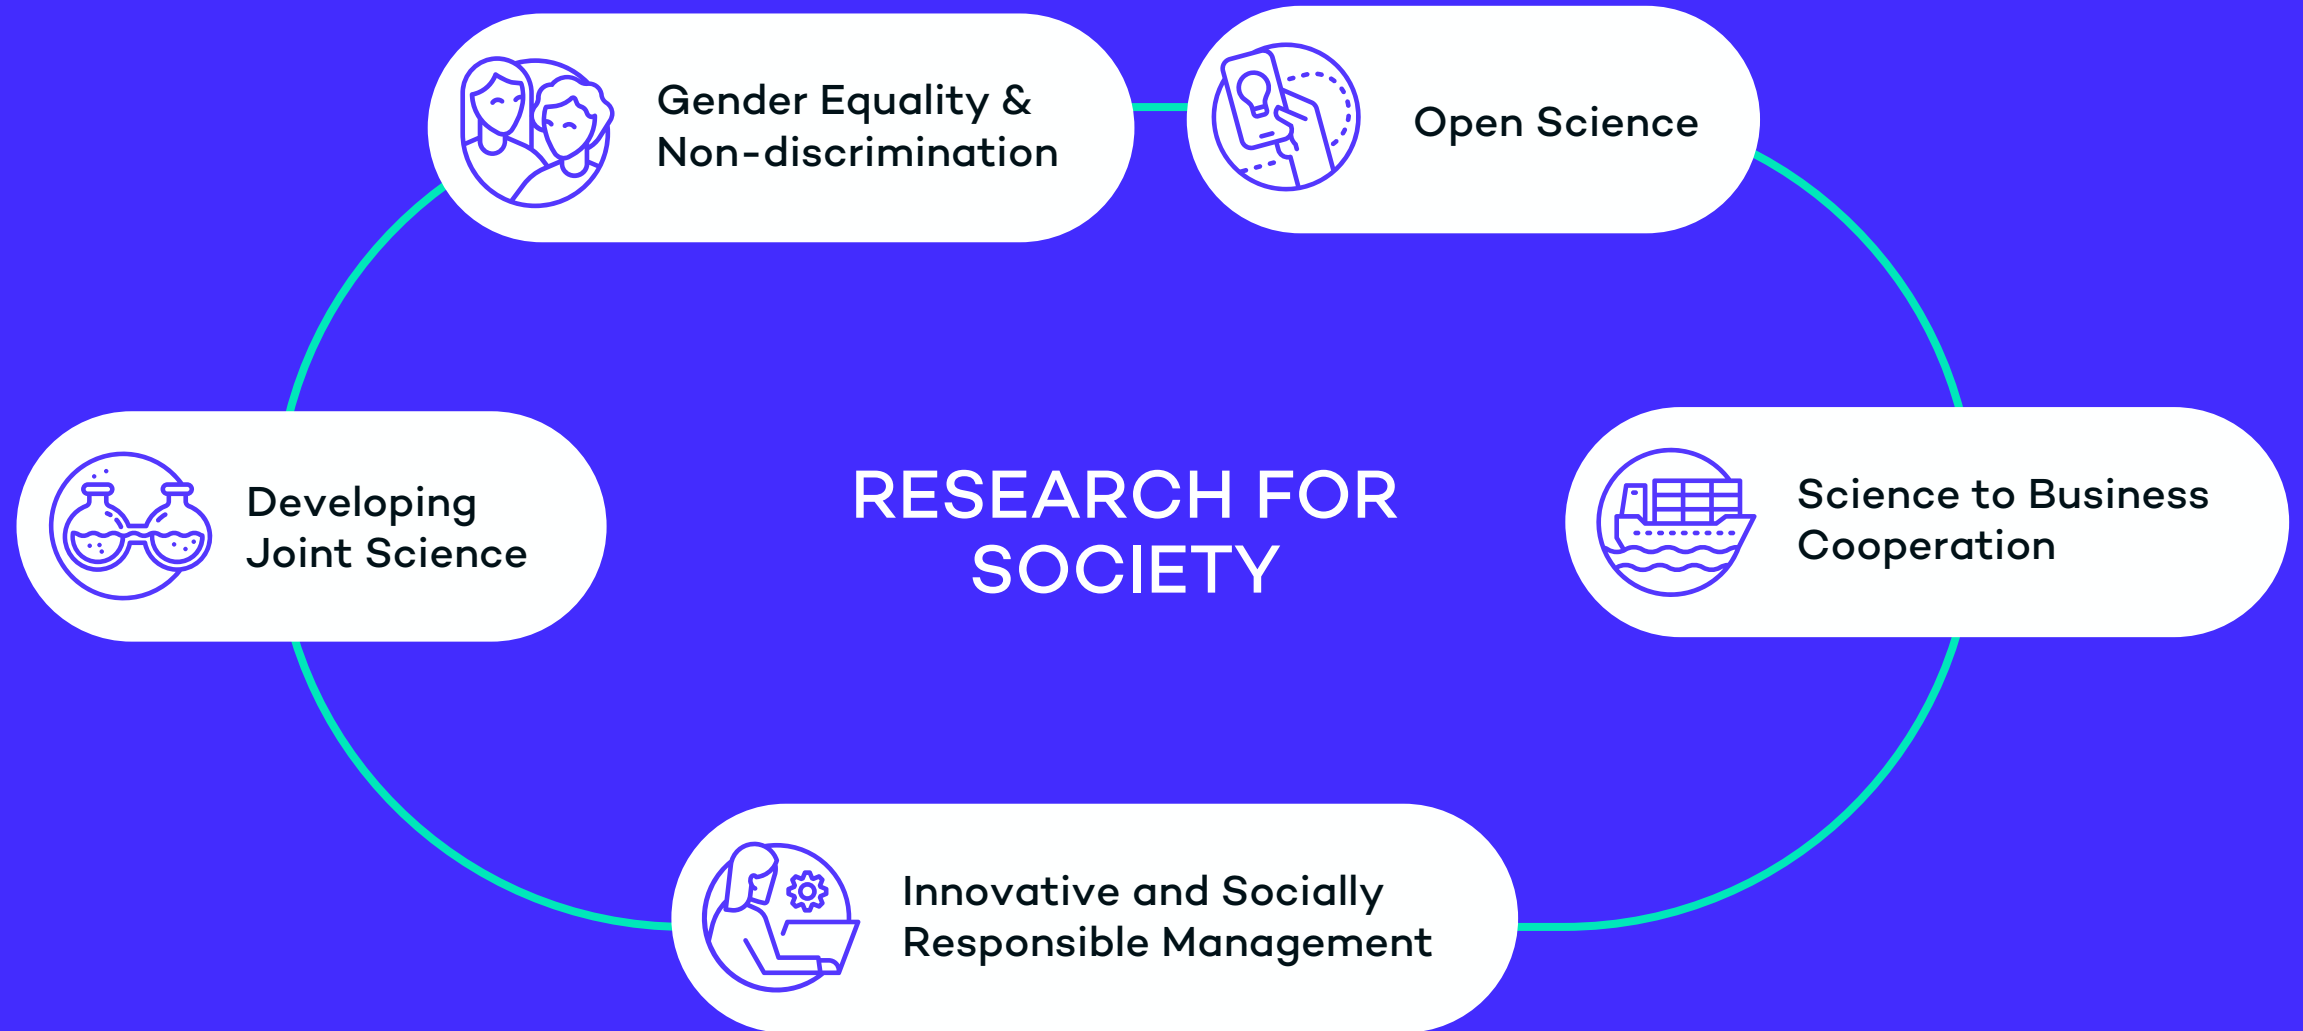 Gender Equality &
Non-discrimination
Open Science
Developing
Joint Science
RESEARCH FOR
SOCIETY
Science to Business
Cooperation
Innovative and Socially
Responsible Management